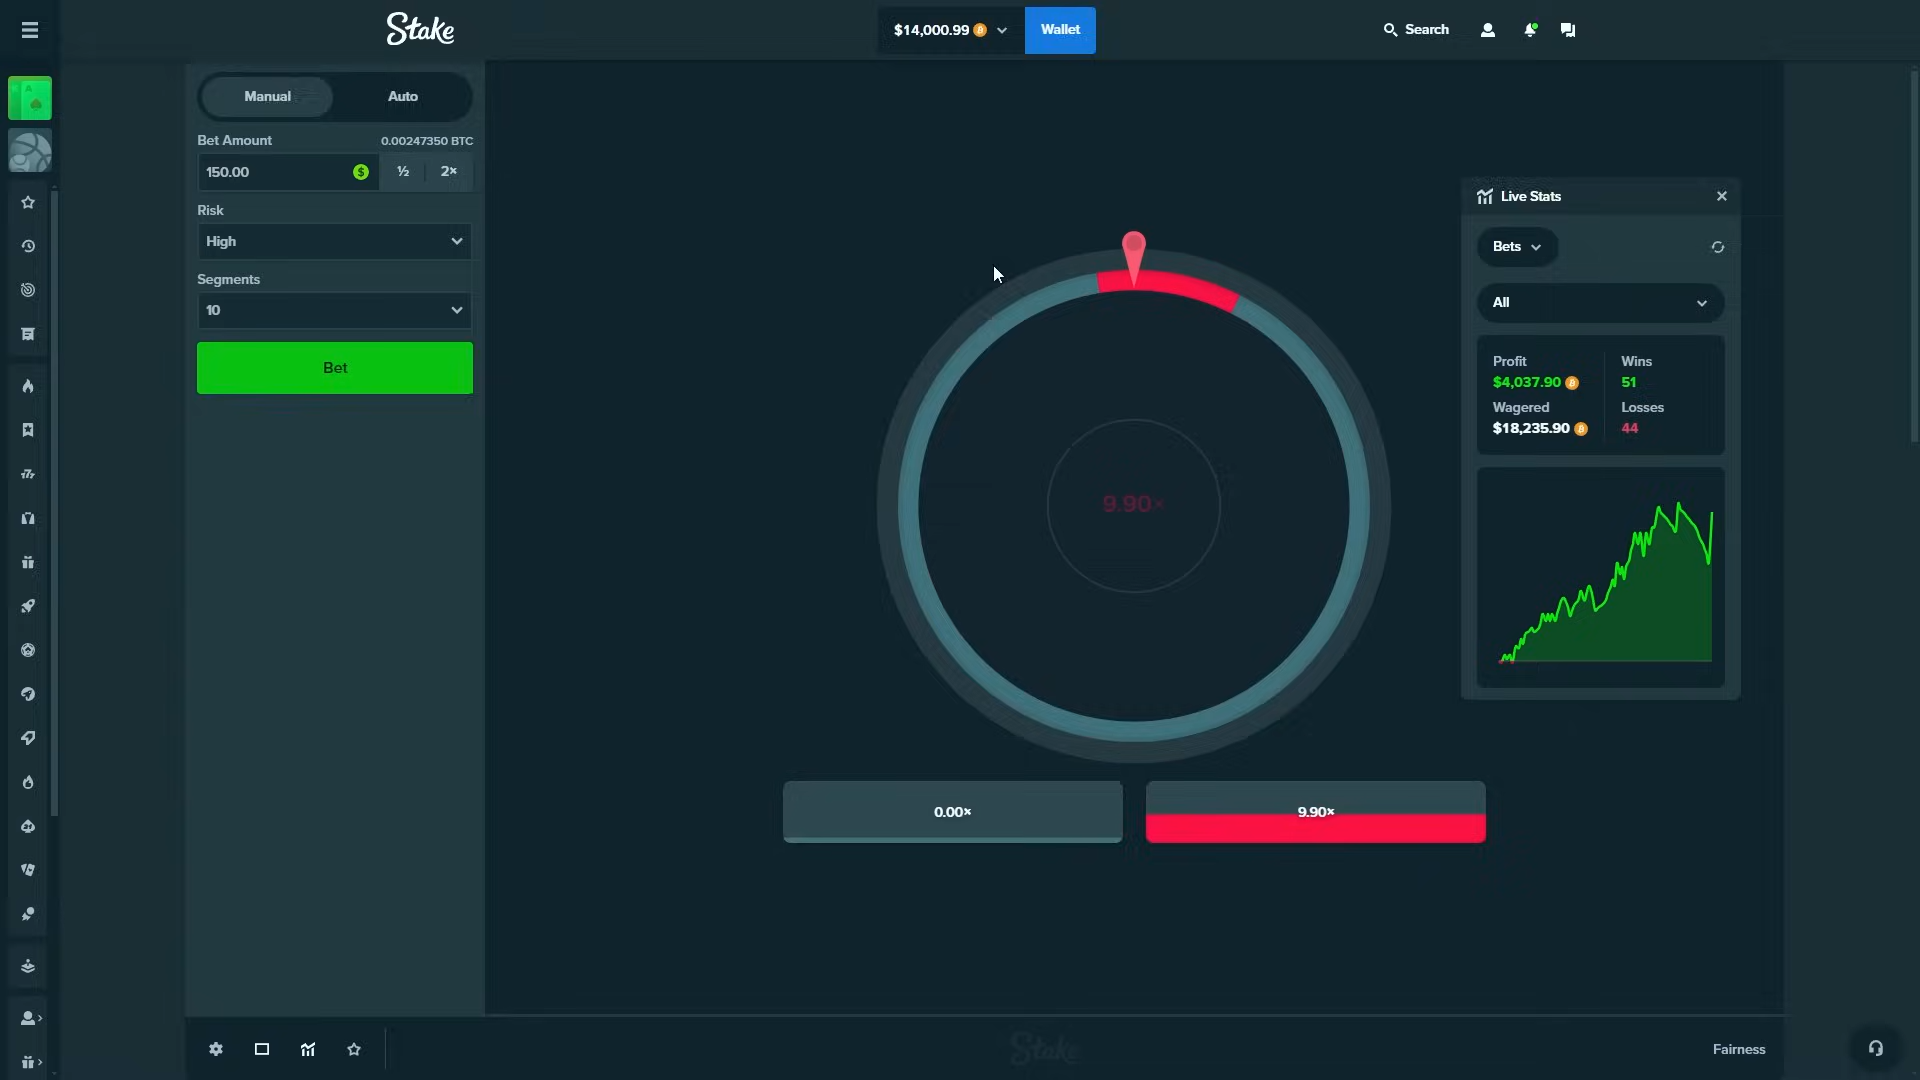 Stake
$14,000.99
Wallet
Search
Manual
Auto
Bet Amount
0.00247350 BTC
150.00
½
2×
Risk
High
Segments
10
Bet
9.90×
0.00×
9.90×
Live Stats
Bets
All
Profit
$4,037.90
Wins
51
Wagered
$18,235.90
Losses
44
Stake
Fairness